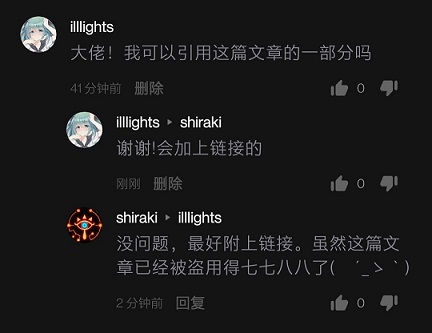 illlights
大佬！我可以引用这篇文章的一部分吗
41 分钟前 删除 0
illlights ▸ shiraki
谢谢!会加上链接的
刚刚 删除 0
shiraki ▸ illlights
没问题，最好附上链接。虽然这篇文
章已经被盗用得七七八八了( ´_ゝ｀)
2 分钟前 回复 0